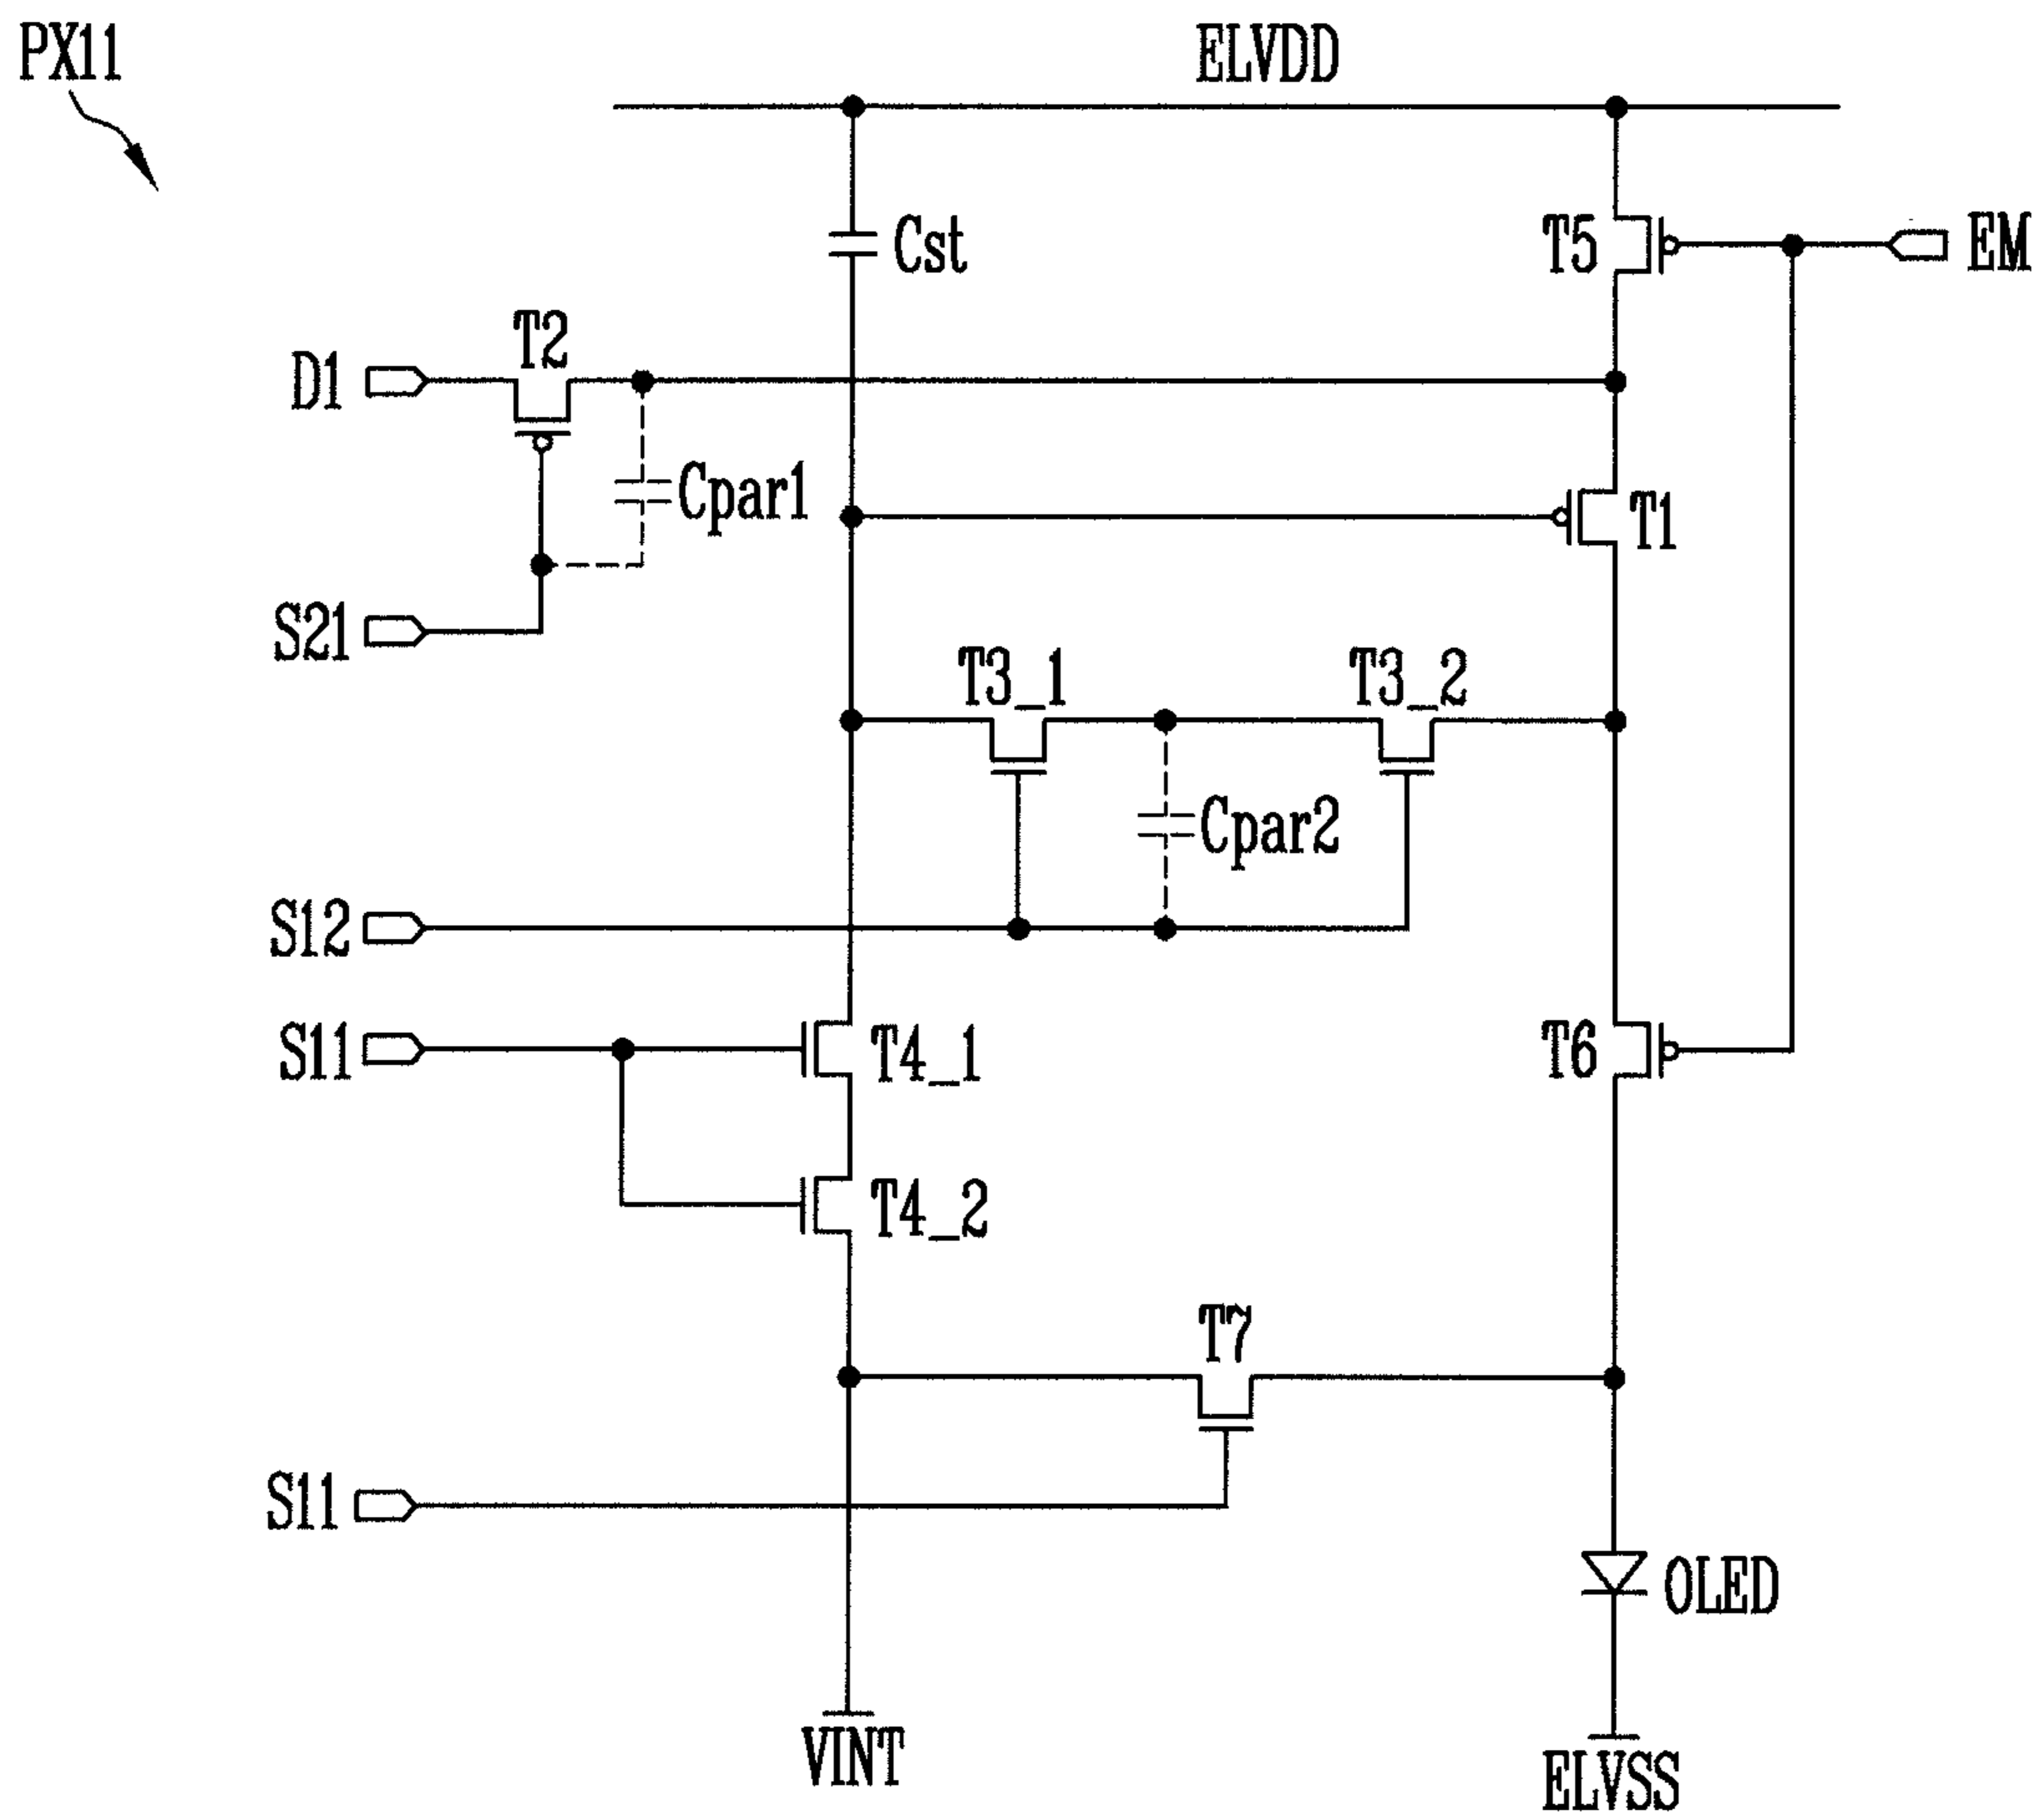 PX11
ELVDD
Cst
T5
EM
T2
D1
Cpar1
T1
S21
T3_1
T3_2
Cpar2
S12
S11
T4_1
T6
T4_2
T7
S11
OLED
VINT
ELVSS